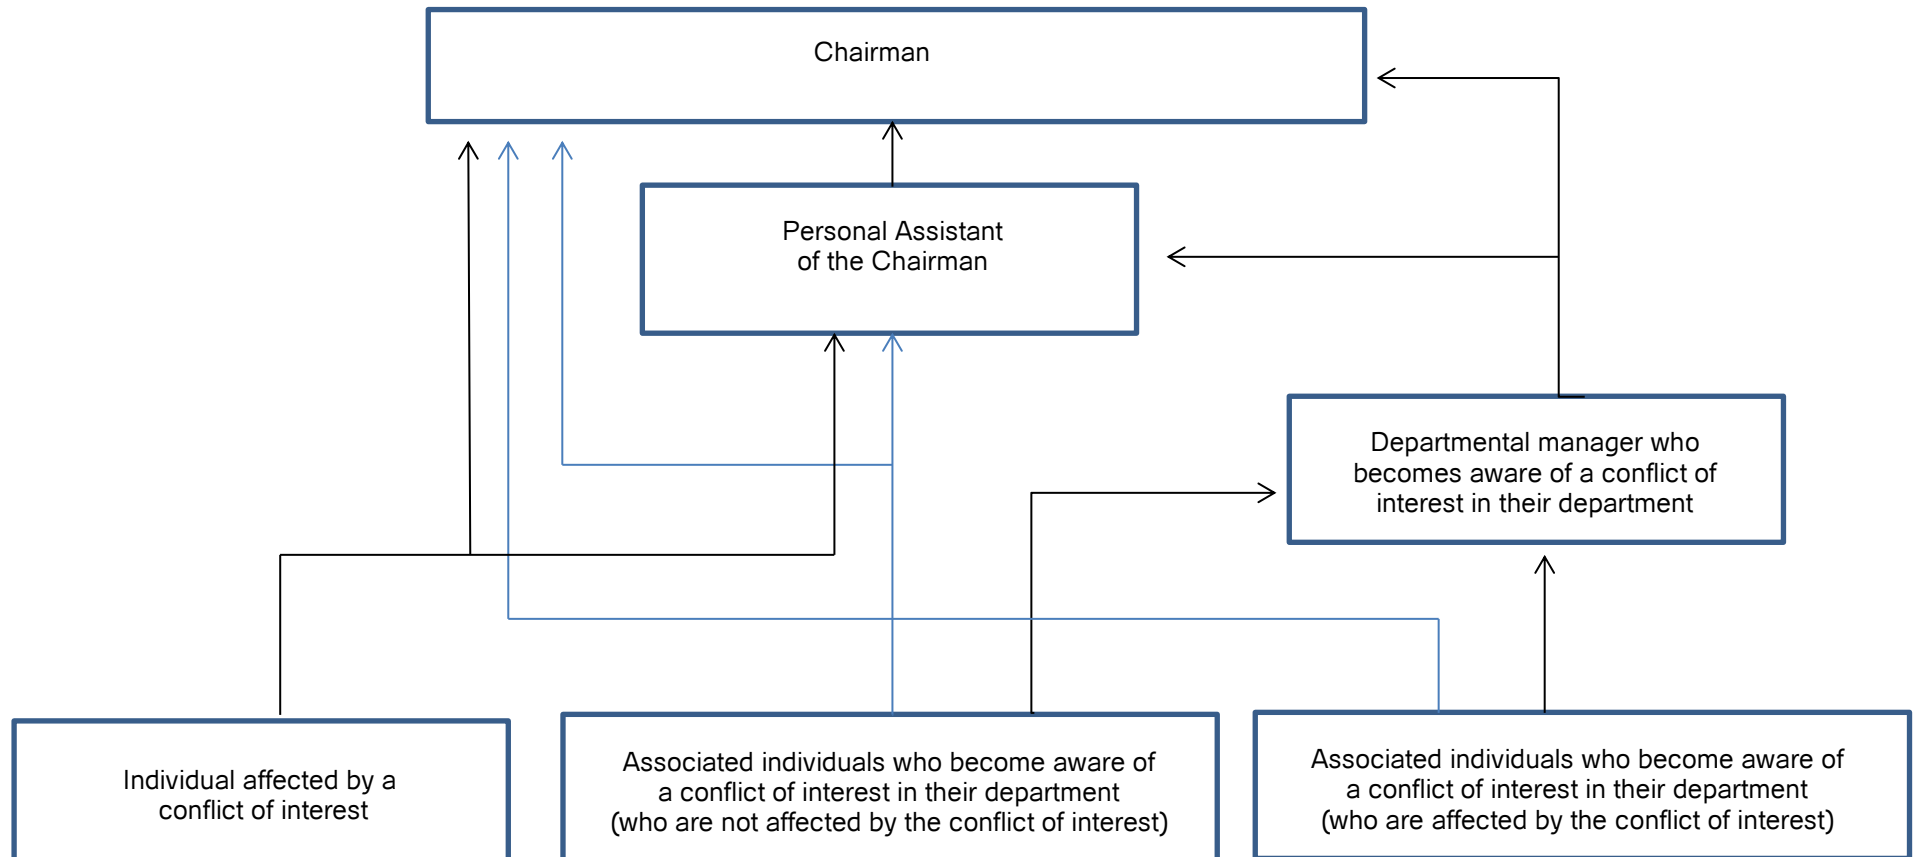 Chairman
Personal Assistant
of the Chairman
Departmental manager who
becomes aware of a conflict of
interest in their department
Individual affected by a
conflict of interest
Associated individuals who become aware of
a conflict of interest in their department
(who are not affected by the conflict of interest)
Associated individuals who become aware of
a conflict of interest in their department
(who are affected by the conflict of interest)